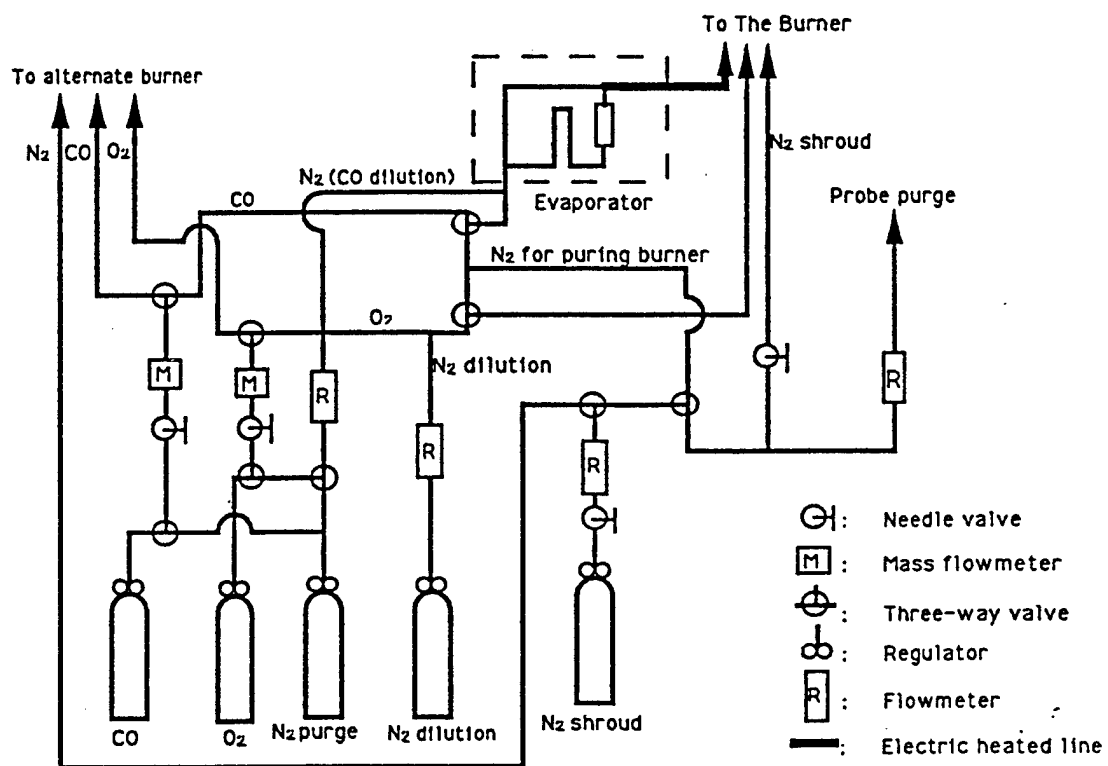 To The Burner
To alternate burner
N₂ CO O₂
N₂ shroud
N₂ (CO dilution)
Evaporator
Probe purge
CO
N₂ for puring burner
O₂
N₂ dilution
M
M
R
R
R
R
CO
O₂
N₂ purge
N₂ dilution
N₂ shroud
: Needle valve
M : Mass flowmeter
: Three-way valve
: Regulator
R : Flowmeter
: Electric heated line